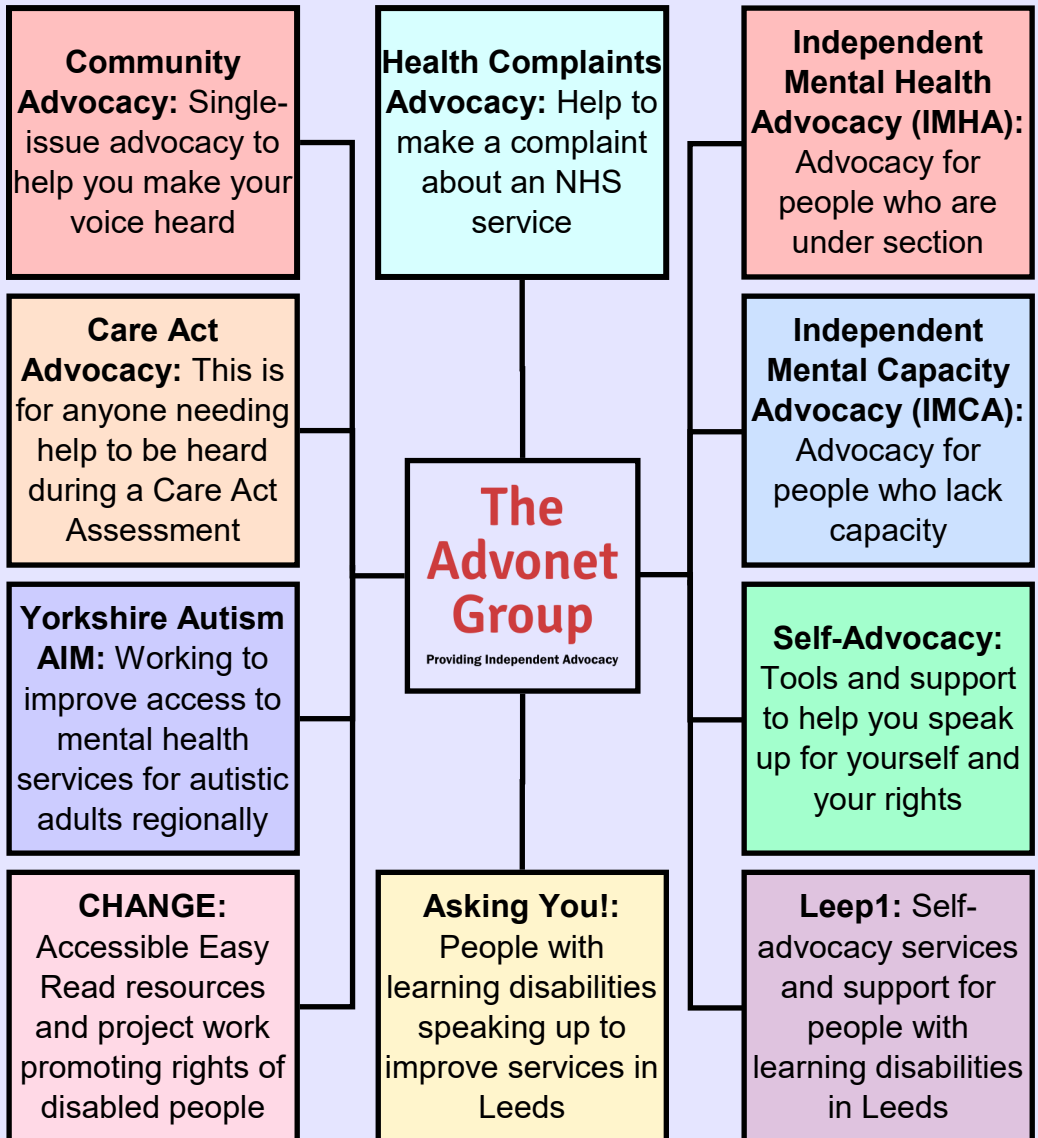 Community
Advocacy: Single-
issue advocacy to
help you make your
voice heard
Health Complaints
Advocacy: Help to
make a complaint
about an NHS
service
Independent
Mental Health
Advocacy (IMHA):
Advocacy for
people who are
under section
Care Act
Advocacy: This is
for anyone needing
help to be heard
during a Care Act
Assessment
Independent
Mental Capacity
Advocacy (IMCA):
Advocacy for
people who lack
capacity
The
Advonet
Group
Providing Independent Advocacy
Yorkshire Autism
AIM: Working to
improve access to
mental health
services for autistic
adults regionally
Self-Advocacy:
Tools and support
to help you speak
up for yourself and
your rights
CHANGE:
Accessible Easy
Read resources
and project work
promoting rights of
disabled people
Asking You!:
People with
learning disabilities
speaking up to
improve services in
Leeds
Leep1: Self-
advocacy services
and support for
people with
learning disabilities
in Leeds